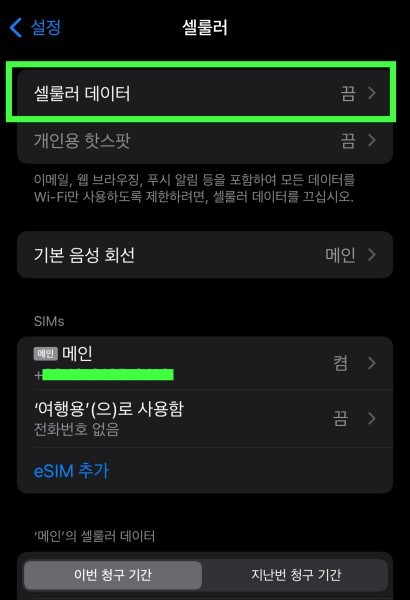 설정
셀룰러
셀룰러 데이터
끔
개인용 핫스팟
끔
이메일, 웹 브라우징, 푸시 알림 등을 포함하여 모든 데이터를
Wi-Fi만 사용하도록 제한하려면, 셀룰러 데이터를 끄십시오.
기본 음성 회선
메인
SIMs
메인 메인
켬
+
‘여행용’(으)로 사용함
끔
전화번호 없음
eSIM 추가
‘메인’의 셀룰러 데이터
이번 청구 기간
지난번 청구 기간